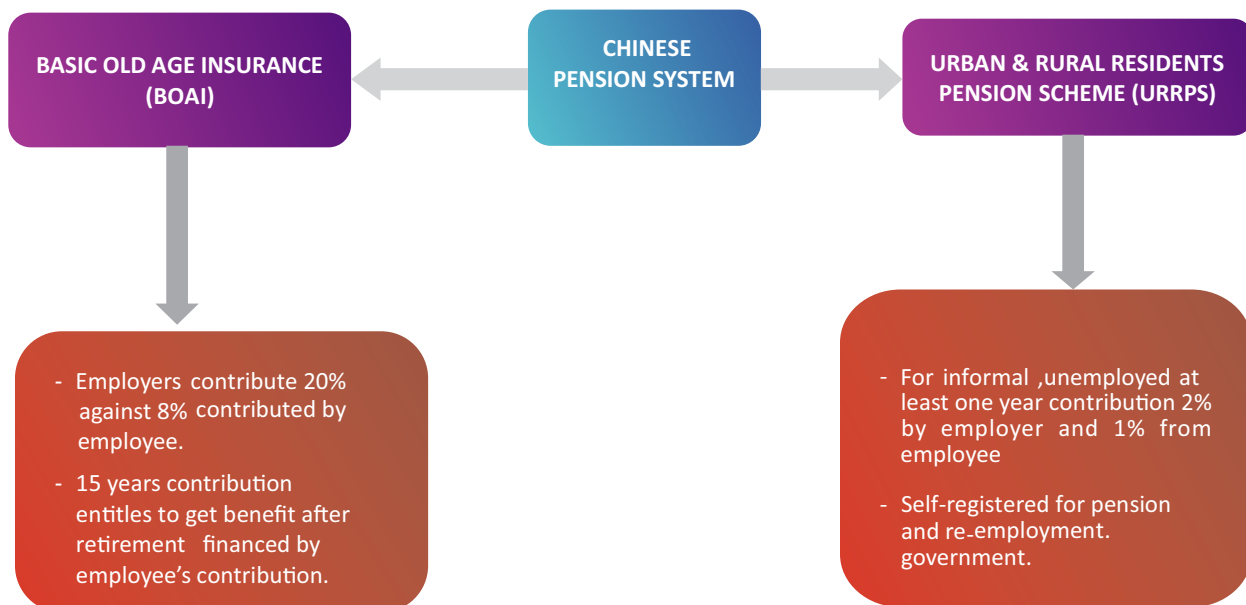 CHINESE
PENSION SYSTEM
BASIC OLD AGE INSURANCE
(BOAI)
URBAN & RURAL RESIDENTS
PENSION SCHEME (URRPS)
- Employers contribute 20%
against 8% contributed by
employee.
- 15 years contribution
entitles to get benefit after
retirement financed by
employee’s contribution.
- For informal ,unemployed at
least one year contribution 2%
by employer and 1% from
employee
- Self-registered for pension
and re-employment.
government.